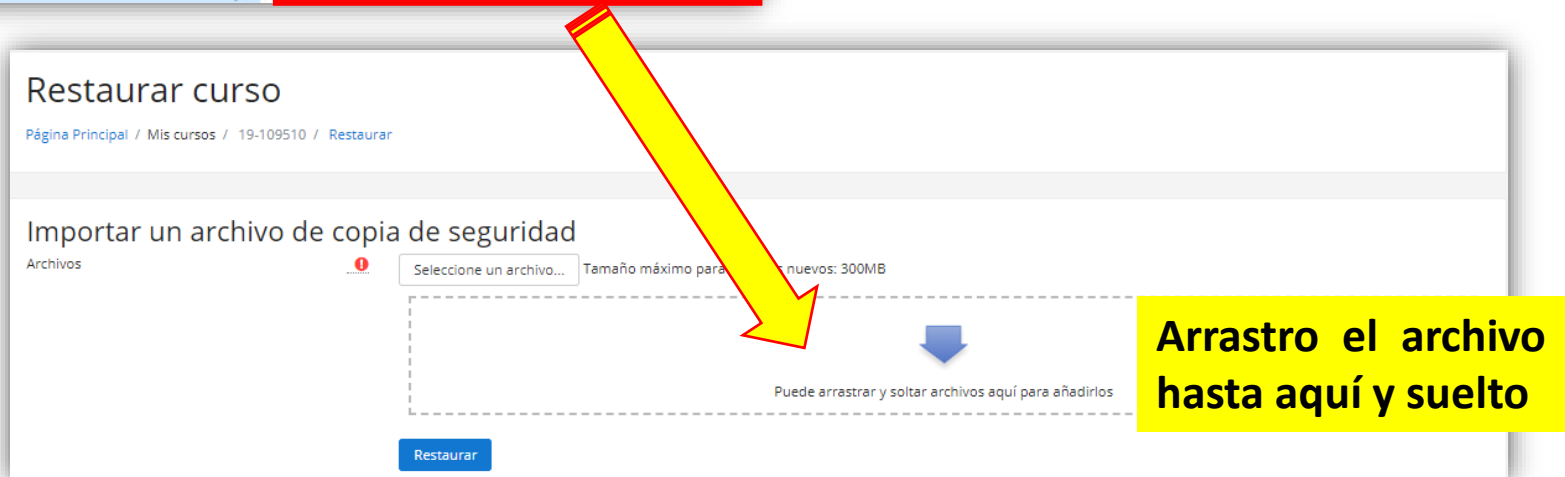 Restaurar curso
Página Principal / Mis cursos / 19-109510 / Restaurar
Importar un archivo de copia de seguridad
Archivos
Seleccione un archivo... Tamaño máximo para nuevos: 300MB
Puede arrastrar y soltar archivos aquí para añadirlos
Arrastro el archivo
hasta aquí y suelto
Restaurar